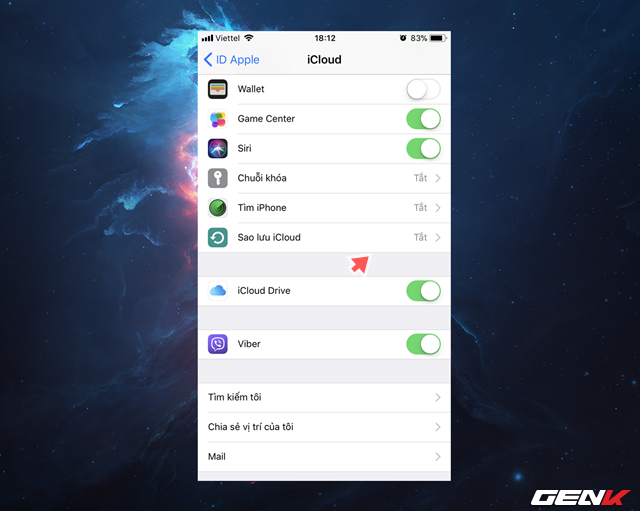 Viettel 18:12 83%
ID Apple iCloud
Wallet
Game Center
Siri
Chuỗi khóa Tắt
Tìm iPhone Tắt
Sao lưu iCloud Tắt
iCloud Drive
Viber
Tìm kiếm tôi
Chia sẻ vị trí của tôi
Mail
GENK